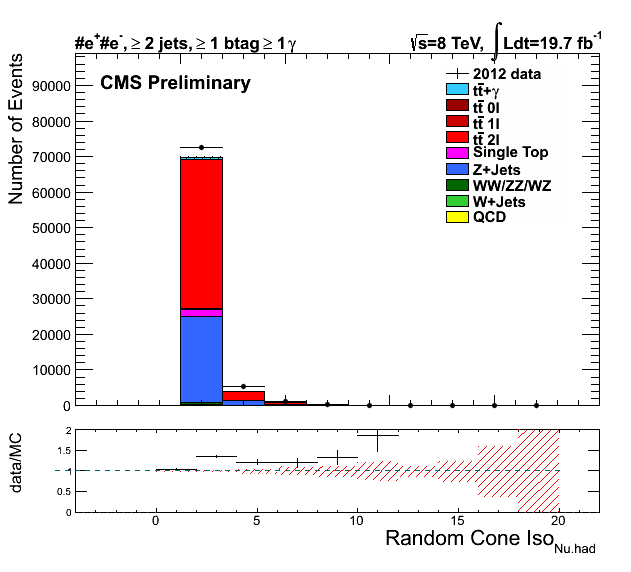 #e⁺#e⁻, ≥ 2 jets, ≥ 1 btag ≥ 1γ
√s=8 TeV, ∫ Ldt=19.7 fb⁻¹
CMS Preliminary
2012 data
tt̄+γ
tt̄ 0l
tt̄ 1l
tt̄ 2l
Single Top
Z+Jets
WW/ZZ/WZ
W+Jets
QCD
Number of Events
90000
80000
70000
60000
50000
40000
30000
20000
10000
0
data/MC
2
1.5
1
0.5
0
0 5 10 15 20
Random Cone Iso Nu.had